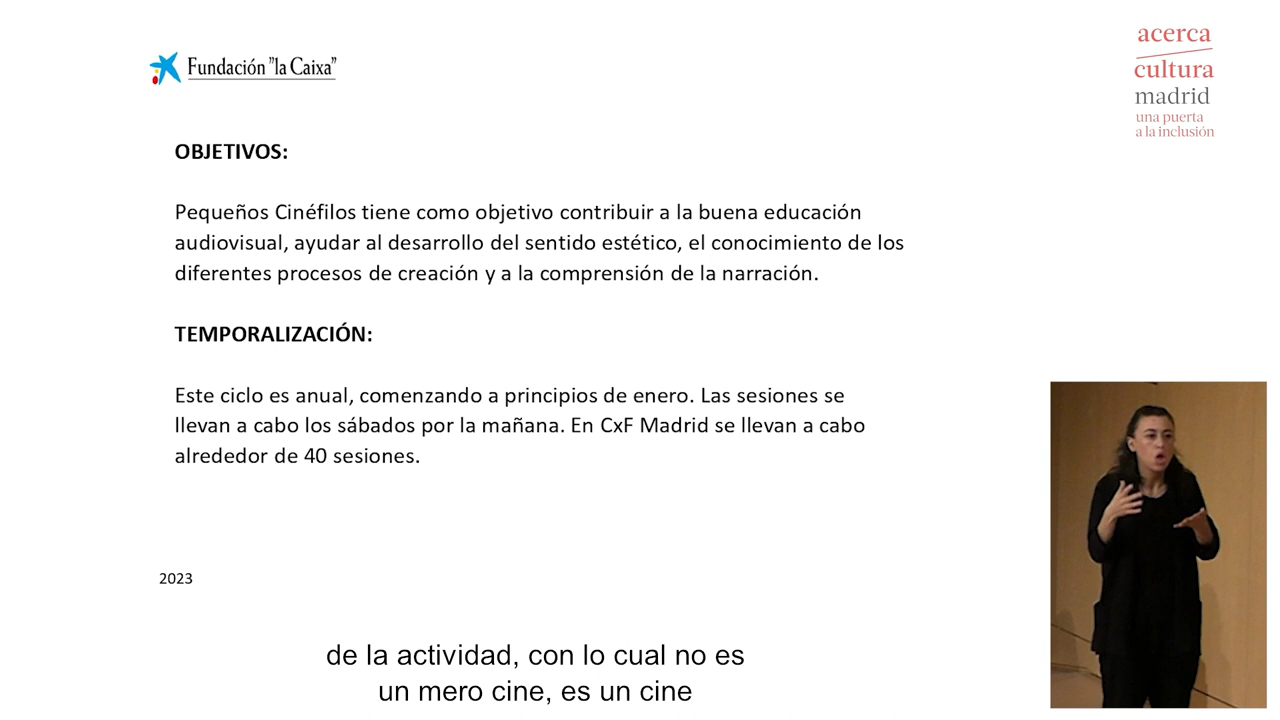 Fundación "la Caixa"
acerca
cultura
madrid
una puerta
a la inclusión
OBJETIVOS:
Pequeños Cinéfilos tiene como objetivo contribuir a la buena educación
audiovisual, ayudar al desarrollo del sentido estético, el conocimiento de los
diferentes procesos de creación y a la comprensión de la narración.
TEMPORALIZACIÓN:
Este ciclo es anual, comenzando a principios de enero. Las sesiones se
llevan a cabo los sábados por la mañana. En CxF Madrid se llevan a cabo
alrededor de 40 sesiones.
2023
de la actividad, con lo cual no es
un mero cine, es un cine